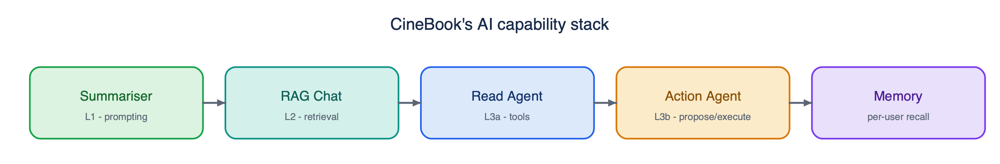 CineBook's AI capability stack
Summariser
L1 - prompting
RAG Chat
L2 - retrieval
Read Agent
L3a - tools
Action Agent
L3b - propose/execute
Memory
per-user recall